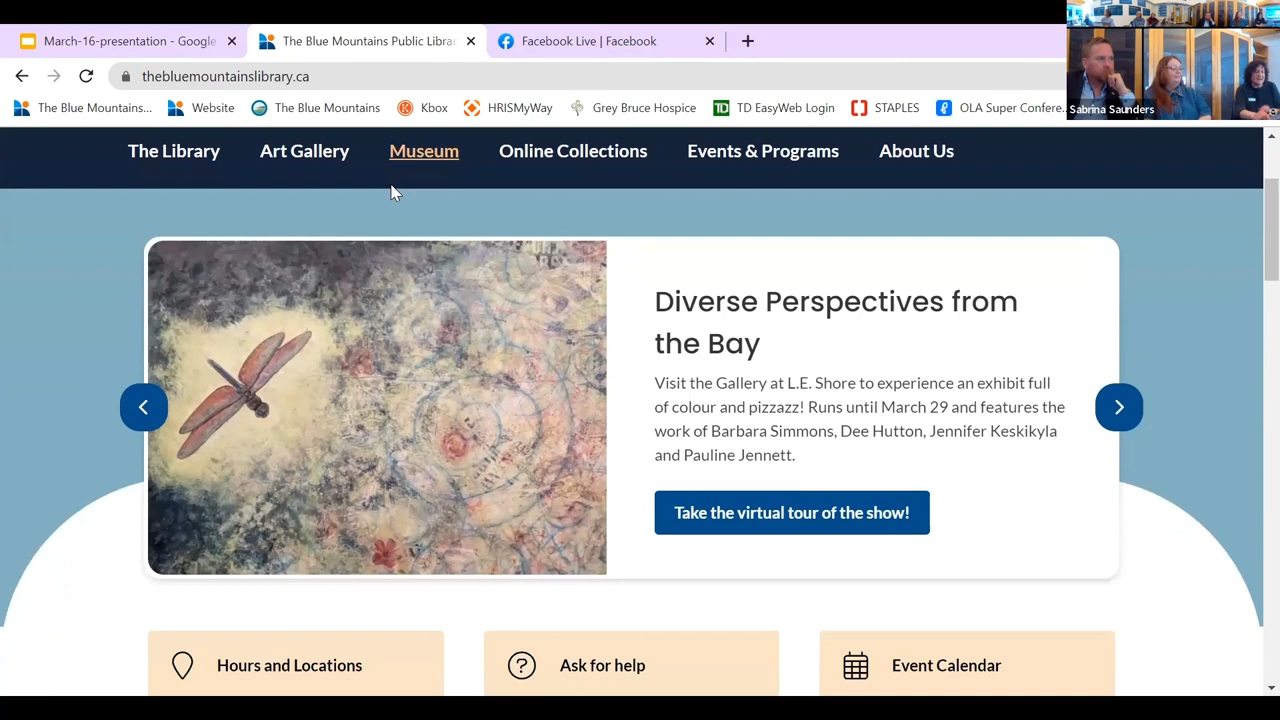 March-16-presentation - Google
The Blue Mountains Public Librar
Facebook Live | Facebook
thebluemountainslibrary.ca
The Blue Mountains...
Website
The Blue Mountains
Kbox
HRISMyWay
Grey Bruce Hospice
TD EasyWeb Login
STAPLES
OLA Super Confere...
Sabrina Saunders
The Library
Art Gallery
Museum
Online Collections
Events & Programs
About Us
Diverse Perspectives from
the Bay
Visit the Gallery at L.E. Shore to experience an exhibit full
of colour and pizzazz! Runs until March 29 and features the
work of Barbara Simmons, Dee Hutton, Jennifer Keskikyla
and Pauline Jennett.
Take the virtual tour of the show!
Hours and Locations
Ask for help
Event Calendar